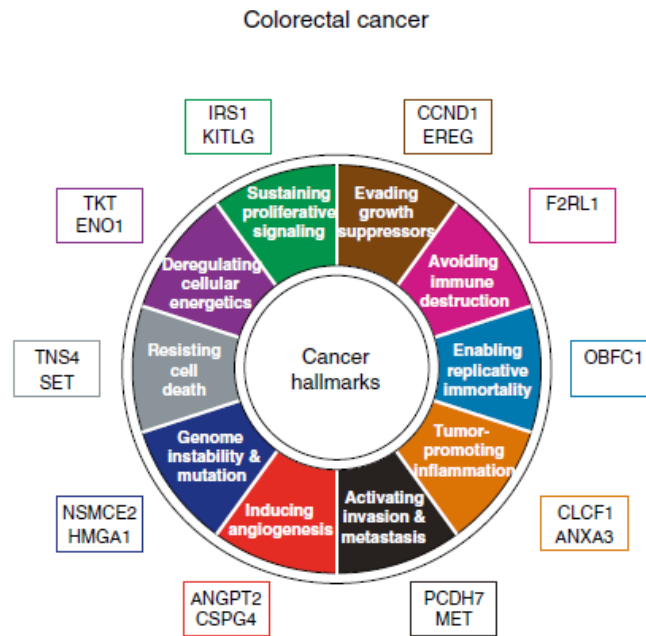 Colorectal cancer
IRS1
KITLG
CCND1
EREG
TKT
ENO1
F2RL1
Sustaining
proliferative
signaling
Evading
growth
suppressors
Deregulating
cellular
energetics
Avoiding
immune
destruction
TNS4
SET
Resisting
cell
death
Cancer
hallmarks
Enabling
replicative
immortality
OBFC1
Genome
instability &
mutation
Tumor-
promoting
inflammation
Inducing
angiogenesis
Activating
invasion &
metastasis
NSMCE2
HMGA1
CLCF1
ANXA3
ANGPT2
CSPG4
PCDH7
MET